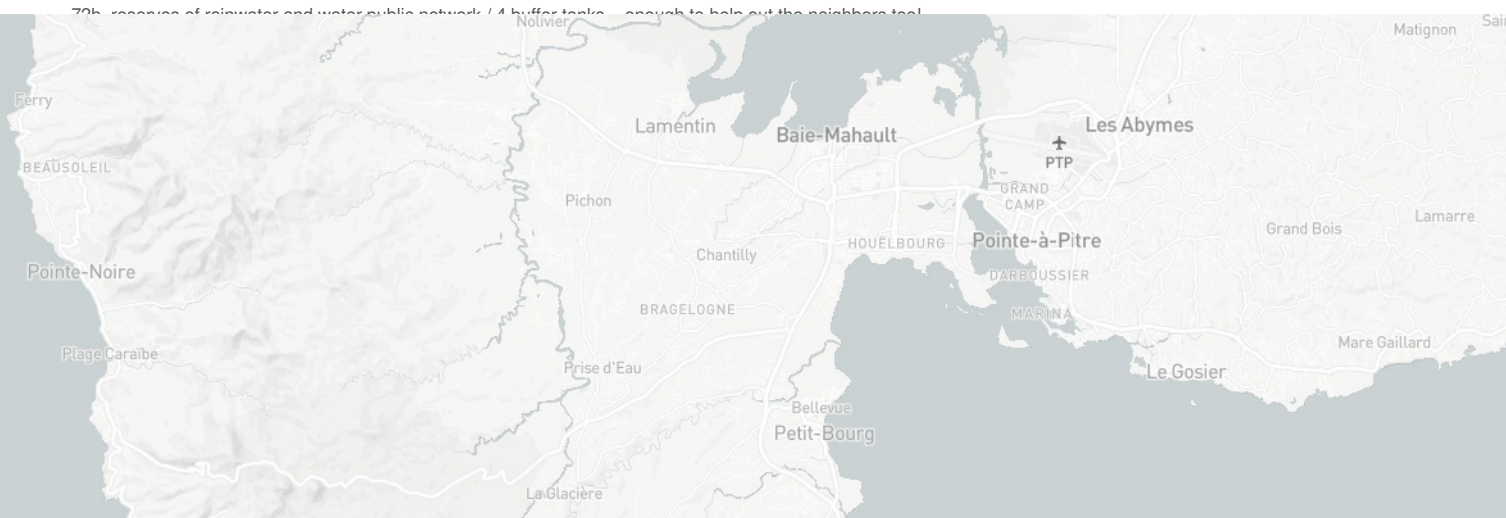 72h reserves of rainwater and water public network / 4 buffer tanks... enough to help out the neighbors too!
Nolivier
Matignon
Ferry
Lamentin
Baie-Mahault
Les Abymes
PTP
BEAUSOLEIL
GRAND
CAMP
Pichon
Lamarre
Grand Bois
HOUËLBOURG
Pointe-à-Pitre
Chantilly
Pointe-Noire
DARBOUSSIER
BRAGELOGNE
MARINA
Mare Gaillard
Plage Caraïbe
Prise d'Eau
Le Gosier
Bellevue
Petit-Bourg
La Glacière